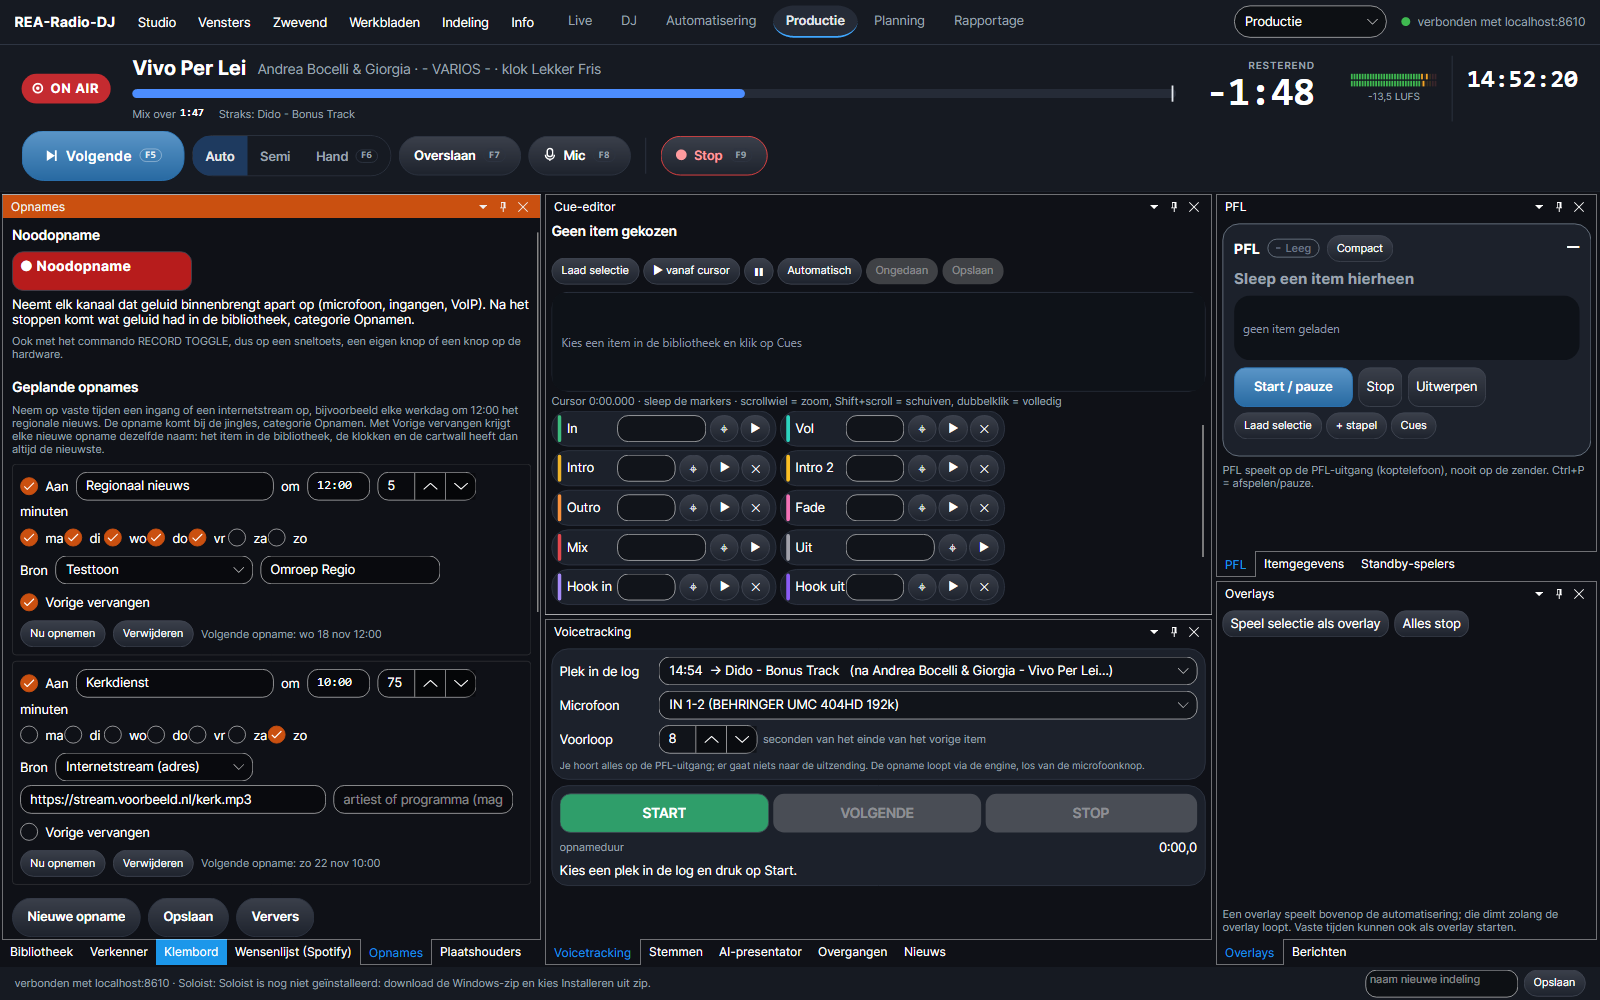 REA-Radio-DJ Studio Vensters Zwevend Werkbladen Indeling Info Live DJ Automatisering Productie Planning Rapportage Productie verbonden met localhost:8610
ON AIR
Vivo Per Lei Andrea Bocelli & Giorgia · - VARIOS - · klok Lekker Fris
Mix over 1:47 Straks: Dido - Bonus Track
RESTEREND
-1:48
-13,5 LUFS
14:52:20
Volgende F5 Auto Semi Hand F6 Overslaan F7 Mic F8 Stop F9
Opnames
Noodopname
Noodopname
Neemt elk kanaal dat geluid binnenbrengt apart op (microfoon, ingangen, VoIP). Na het
stoppen komt wat geluid had in de bibliotheek, categorie Opnamen.
Ook met het commando RECORD TOGGLE, dus op een sneltoets, een eigen knop of een knop op de
hardware.
Geplande opnames
Neem op vaste tijden een ingang of een internetstream op, bijvoorbeeld elke werkdag om 12:00 het
regionale nieuws. De opname komt bij de jingles, categorie Opnamen. Met Vorige vervangen krijgt
elke nieuwe opname dezelfde naam: het item in de bibliotheek, de klokken en de cartwall heeft dan
altijd de nieuwste.
Aan Regionaal nieuws om 12:00 5
minuten
ma di wo do vr za zo
Bron Testtoon Omroep Regio
Vorige vervangen
Nu opnemen Verwijderen Volgende opname: wo 18 nov 12:00
Aan Kerkdienst om 10:00 75
minuten
ma di wo do vr za zo
Bron Internetstream (adres)
https://stream.voorbeeld.nl/kerk.mp3 artiest of programma (mag
Vorige vervangen
Nu opnemen Verwijderen Volgende opname: zo 22 nov 10:00
Nieuwe opname Opslaan Ververs
Bibliotheek Verkenner Klembord Wensenlijst (Spotify) Opnames Plaatshouders
Cue-editor
Geen item gekozen
Laad selectie vanaf cursor Automatisch Ongedaan Opslaan
Kies een item in de bibliotheek en klik op Cues
Cursor 0:00.000 · sleep de markers · scrollwiel = zoom, Shift+scroll = schuiven, dubbelklik = volledig
In Vol
Intro Intro 2
Outro Fade
Mix Uit
Hook in Hook uit
Voicetracking
Plek in de log 14:54 → Dido - Bonus Track (na Andrea Bocelli & Giorgia - Vivo Per Lei...)
Microfoon IN 1-2 (BEHRINGER UMC 404HD 192k)
Voorloop 8 seconden van het einde van het vorige item
Je hoort alles op de PFL-uitgang; er gaat niets naar de uitzending. De opname loopt via de engine, los van de microfoonknop.
START VOLGENDE STOP
opnameduur 0:00,0
Kies een plek in de log en druk op Start.
Voicetracking Stemmen AI-presentator Overgangen Nieuws
PFL
PFL - Leeg Compact
Sleep een item hierheen
geen item geladen
Start / pauze Stop Uitwerpen
Laad selectie + stapel Cues
PFL speelt op de PFL-uitgang (koptelefoon), nooit op de zender. Ctrl+P
= afspelen/pauze.
PFL Itemgegevens Standby-spelers
Overlays
Speel selectie als overlay Alles stop
Een overlay speelt bovenop de automatisering; die dimt zolang de
overlay loopt. Vaste tijden kunnen ook als overlay starten.
Overlays Berichten
verbonden met localhost:8610 · Soloist: Soloist is nog niet geïnstalleerd: download de Windows-zip en kies Installeren uit zip. naam nieuwe indeling Opslaan